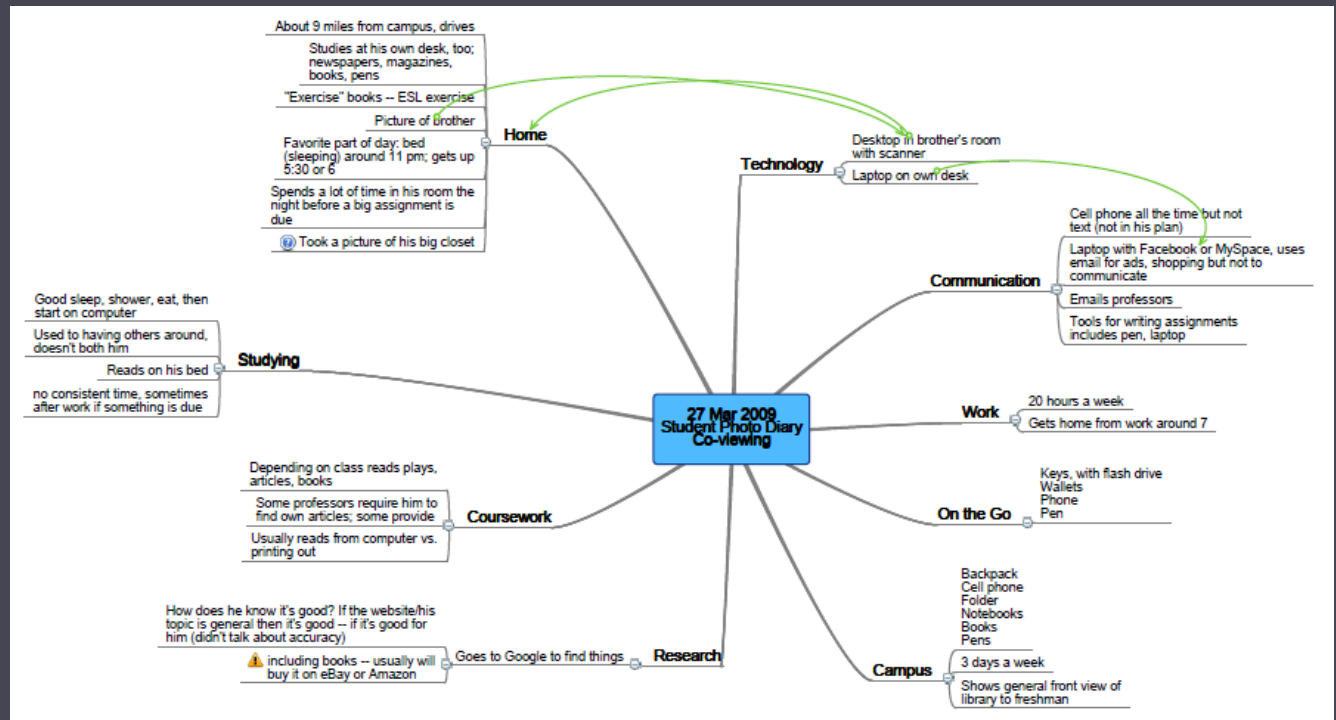 27 Mar 2009
Student Photo Diary
Co-viewing
Home
About 9 miles from campus, drives
Studies at his own desk, too;
newspapers, magazines,
books, pens
"Exercise" books -- ESL exercise
Picture of brother
Favorite part of day: bed
(sleeping) around 11 pm; gets up
5:30 or 6
Spends a lot of time in his room the
night before a big assignment is
due
Took a picture of his big closet
Technology
Desktop in brother's room
with scanner
Laptop on own desk
Communication
Cell phone all the time but not
text (not in his plan)
Laptop with Facebook or MySpace, uses
email for ads, shopping but not to
communicate
Emails professors
Tools for writing assignments
includes pen, laptop
Studying
Good sleep, shower, eat, then
start on computer
Used to having others around,
doesn't both him
Reads on his bed
no consistent time, sometimes
after work if something is due
Work
20 hours a week
Gets home from work around 7
Coursework
Depending on class reads plays,
articles, books
Some professors require him to
find own articles; some provide
Usually reads from computer vs.
printing out
On the Go
Keys, with flash drive
Wallets
Phone
Pen
Research
Goes to Google to find things
How does he know it's good? If the website/his
topic is general then it's good -- if it's good for
him (didn't talk about accuracy)
including books -- usually will
buy it on eBay or Amazon
Campus
Backpack
Cell phone
Folder
Notebooks
Books
Pens
3 days a week
Shows general front view of
library to freshman